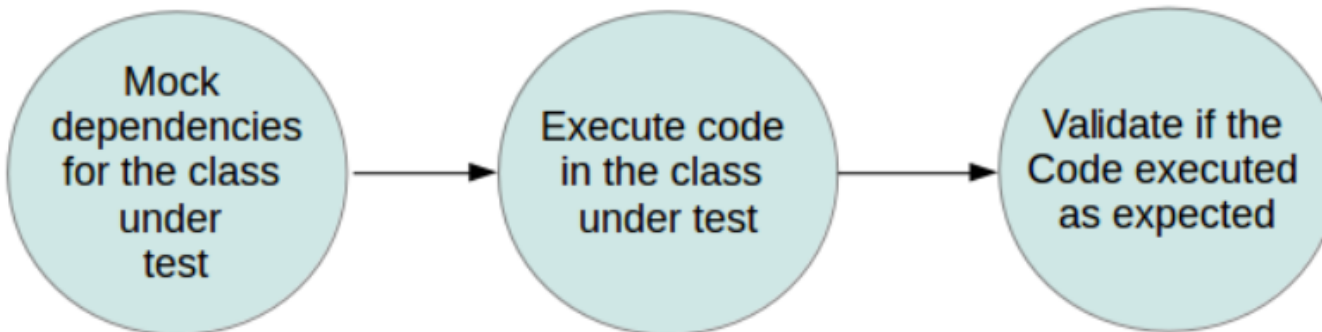 Mock
dependencies
for the class
under
test
Execute code
in the class
under test
Validate if the
Code executed
as expected